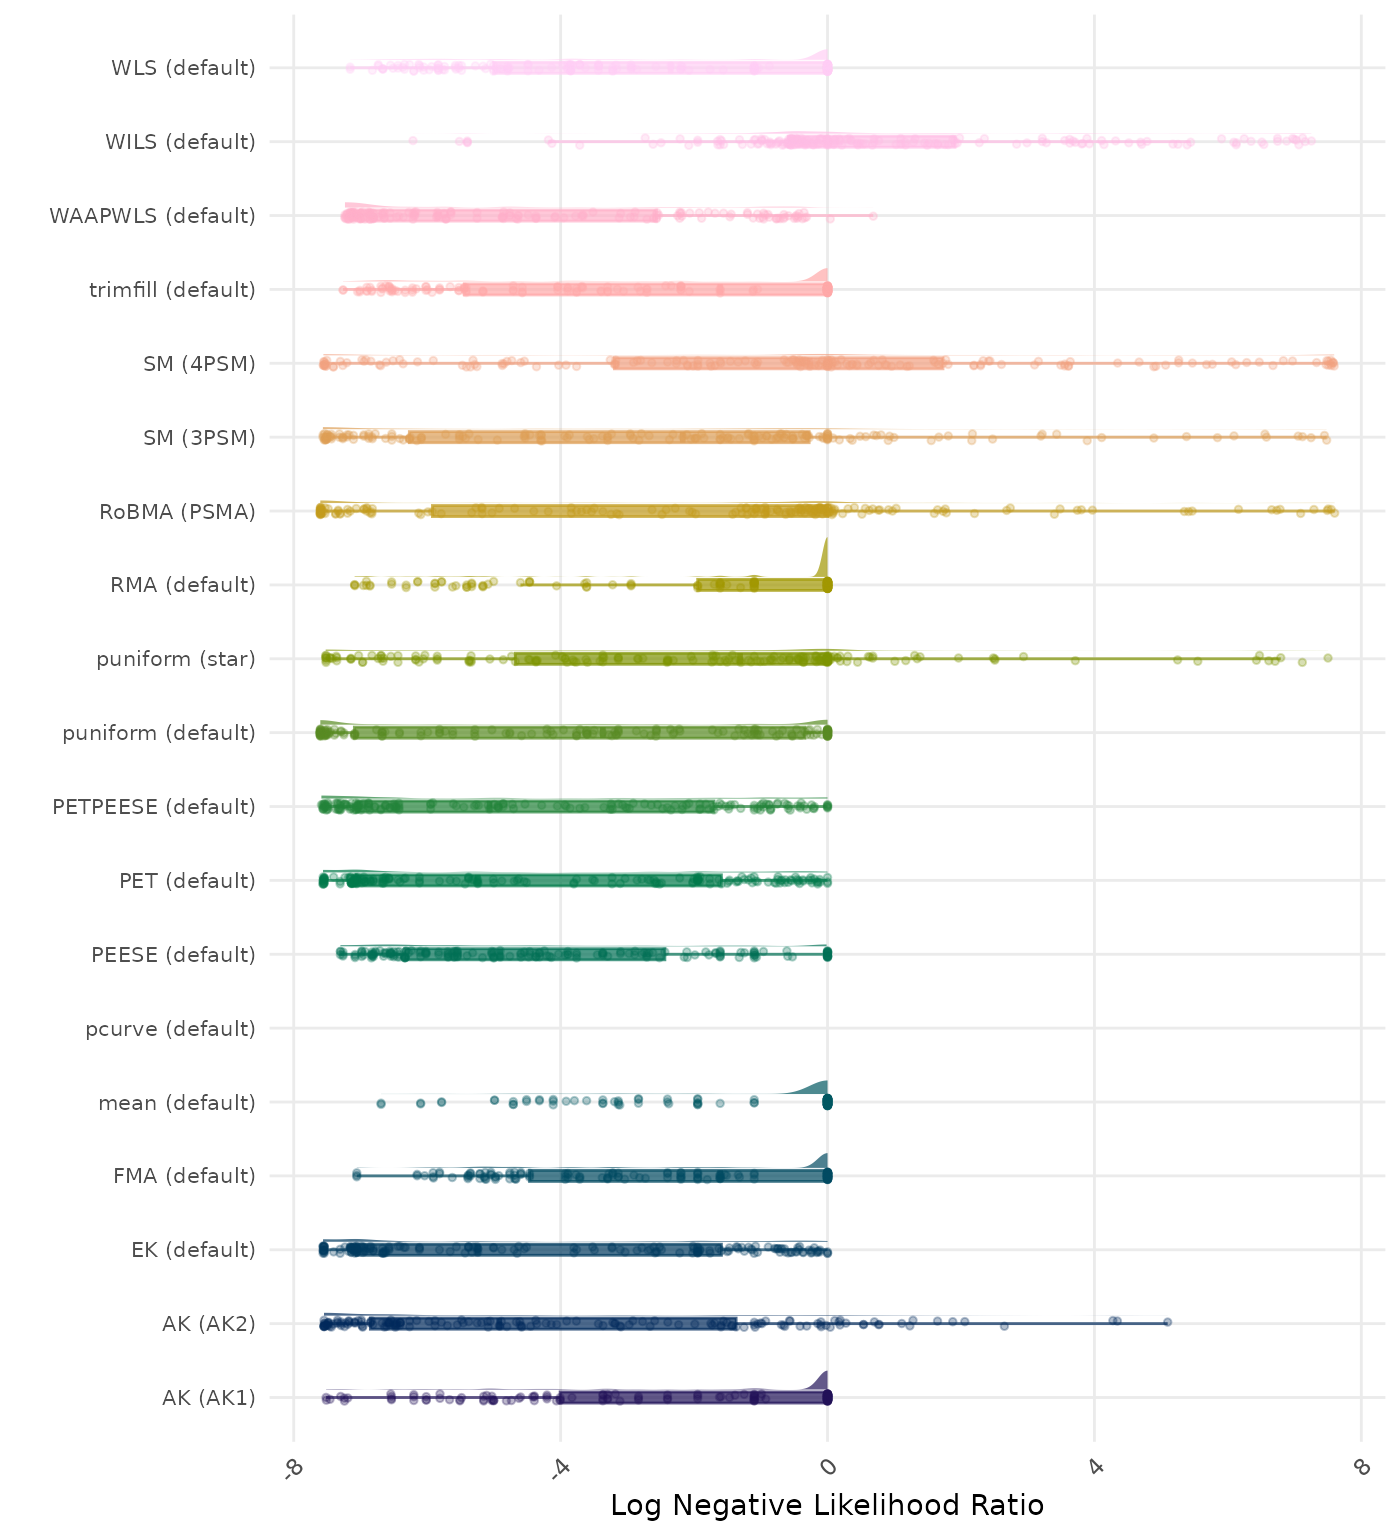 WLS (default)
WILS (default)
WAAPWLS (default)
trimfill (default)
SM (4PSM)
SM (3PSM)
RoBMA (PSMA)
RMA (default)
puniform (star)
puniform (default)
PETPEESE (default)
PET (default)
PEESE (default)
pcurve (default)
mean (default)
FMA (default)
EK (default)
AK (AK2)
AK (AK1)
-8 -4 0 4 8
Log Negative Likelihood Ratio